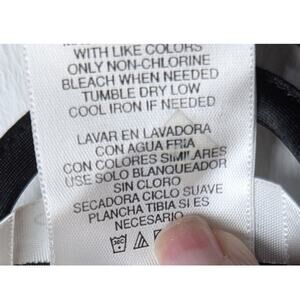 WITH LIKE COLORS
ONLY NON-CHLORINE
BLEACH WHEN NEEDED
TUMBLE DRY LOW
COOL IRON IF NEEDED
LAVAR EN LAVADORA
CON AGUA FRIA
CON COLORES SIMILARES
USE SOLO BLANQUEADOR
SIN CLORO
SECADORA CICLO SUAVE
PLANCHA TIBIA SI ES
NECESARIO